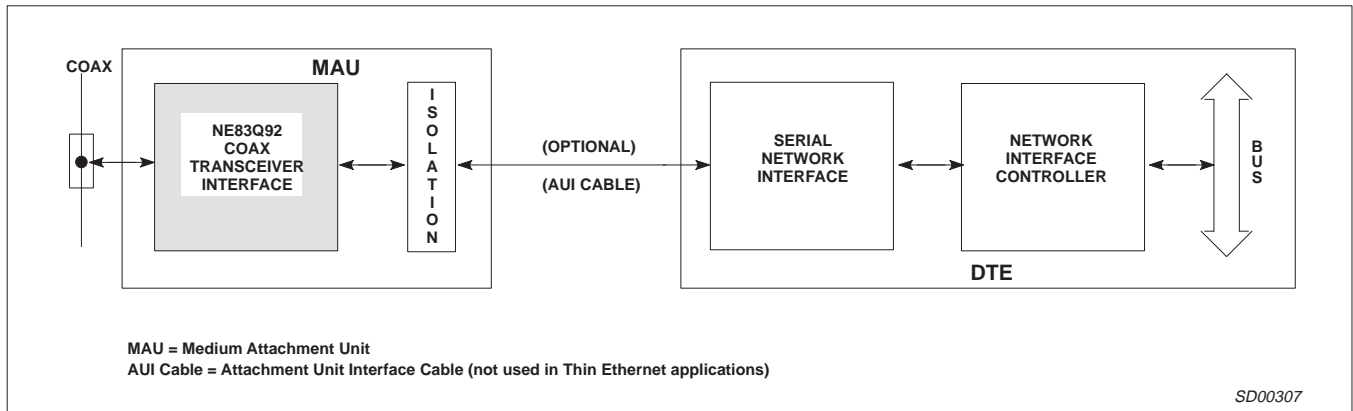 COAX
MAU
NE83Q92
COAX
TRANSCEIVER
INTERFACE
I
S
O
L
A
T
I
O
N
(OPTIONAL)
(AUI CABLE)
SERIAL
NETWORK
INTERFACE
NETWORK
INTERFACE
CONTROLLER
B
U
S
DTE
MAU = Medium Attachment Unit
AUI Cable = Attachment Unit Interface Cable (not used in Thin Ethernet applications)
SD00307